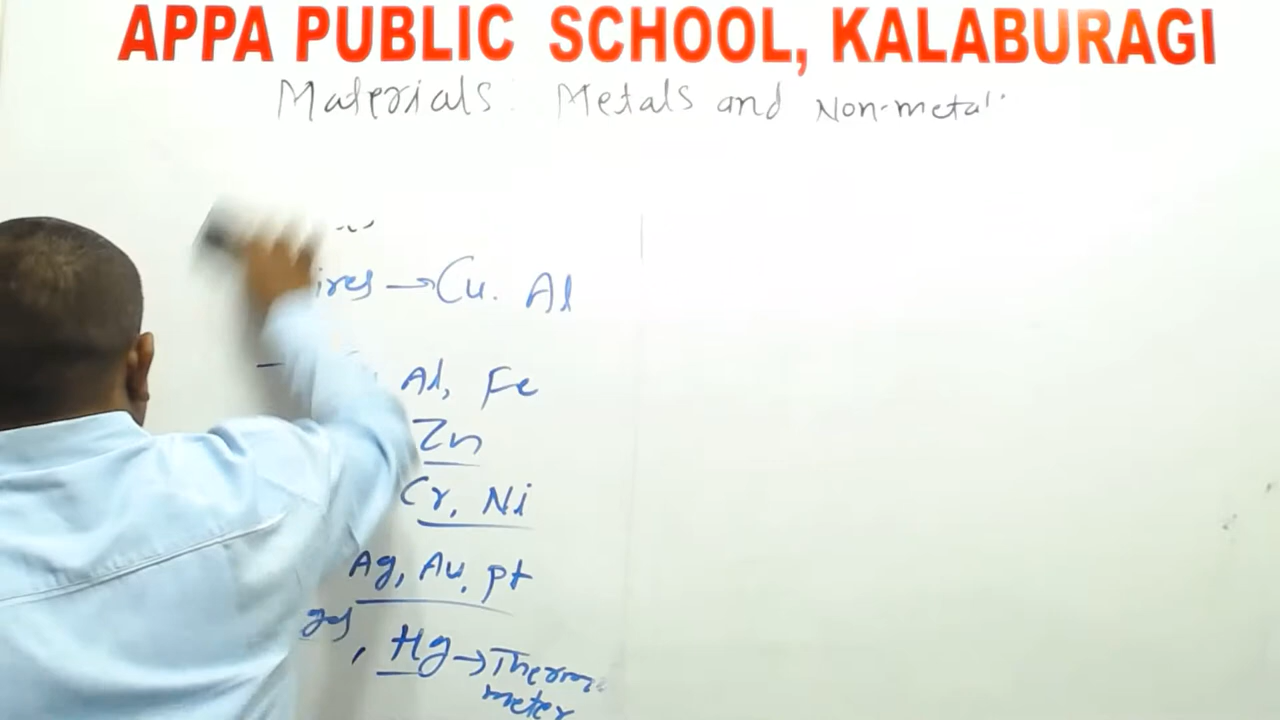 APPA PUBLIC SCHOOL, KALABURAGI
Materials: Metals and Non-metal
→ Cu. Al
Al, Fe
Zn
Cr, Ni
Ag, Au, pt
, Hg → Thermo
meter